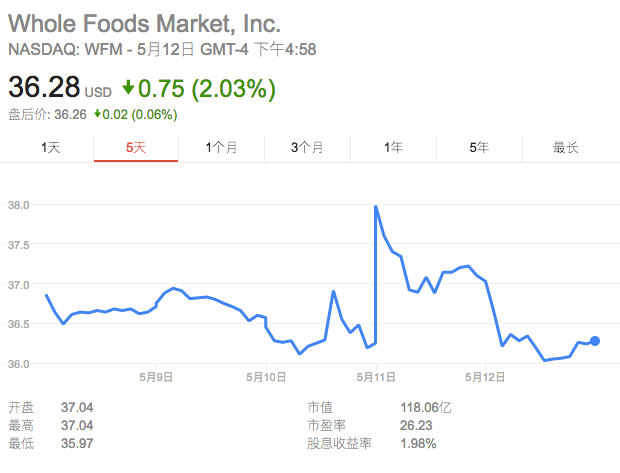 Whole Foods Market, Inc.
NASDAQ: WFM - 5月12日 GMT-4 下午4:58
36.28 USD 0.75 (2.03%)
盘后价: 36.26 0.02 (0.06%)
1天 5天 1个月 3个月 1年 5年 最长
38.0
37.5
37.0
36.5
36.0
5月9日 5月10日 5月11日 5月12日
开盘 37.04 市值 118.06亿
最高 37.04 市盈率 26.23
最低 35.97 股息收益率 1.98%